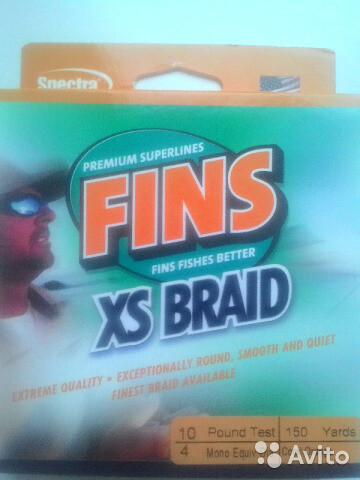 Spectra
PREMIUM SUPERLINES
FINS
FINS FISHES BETTER
XS BRAID
EXTREME QUALITY • EXCEPTIONALLY ROUND, SMOOTH AND QUIET
FINEST BRAID AVAILABLE
10 Pound Test 150 Yards
4 Mono Equiv
Avito